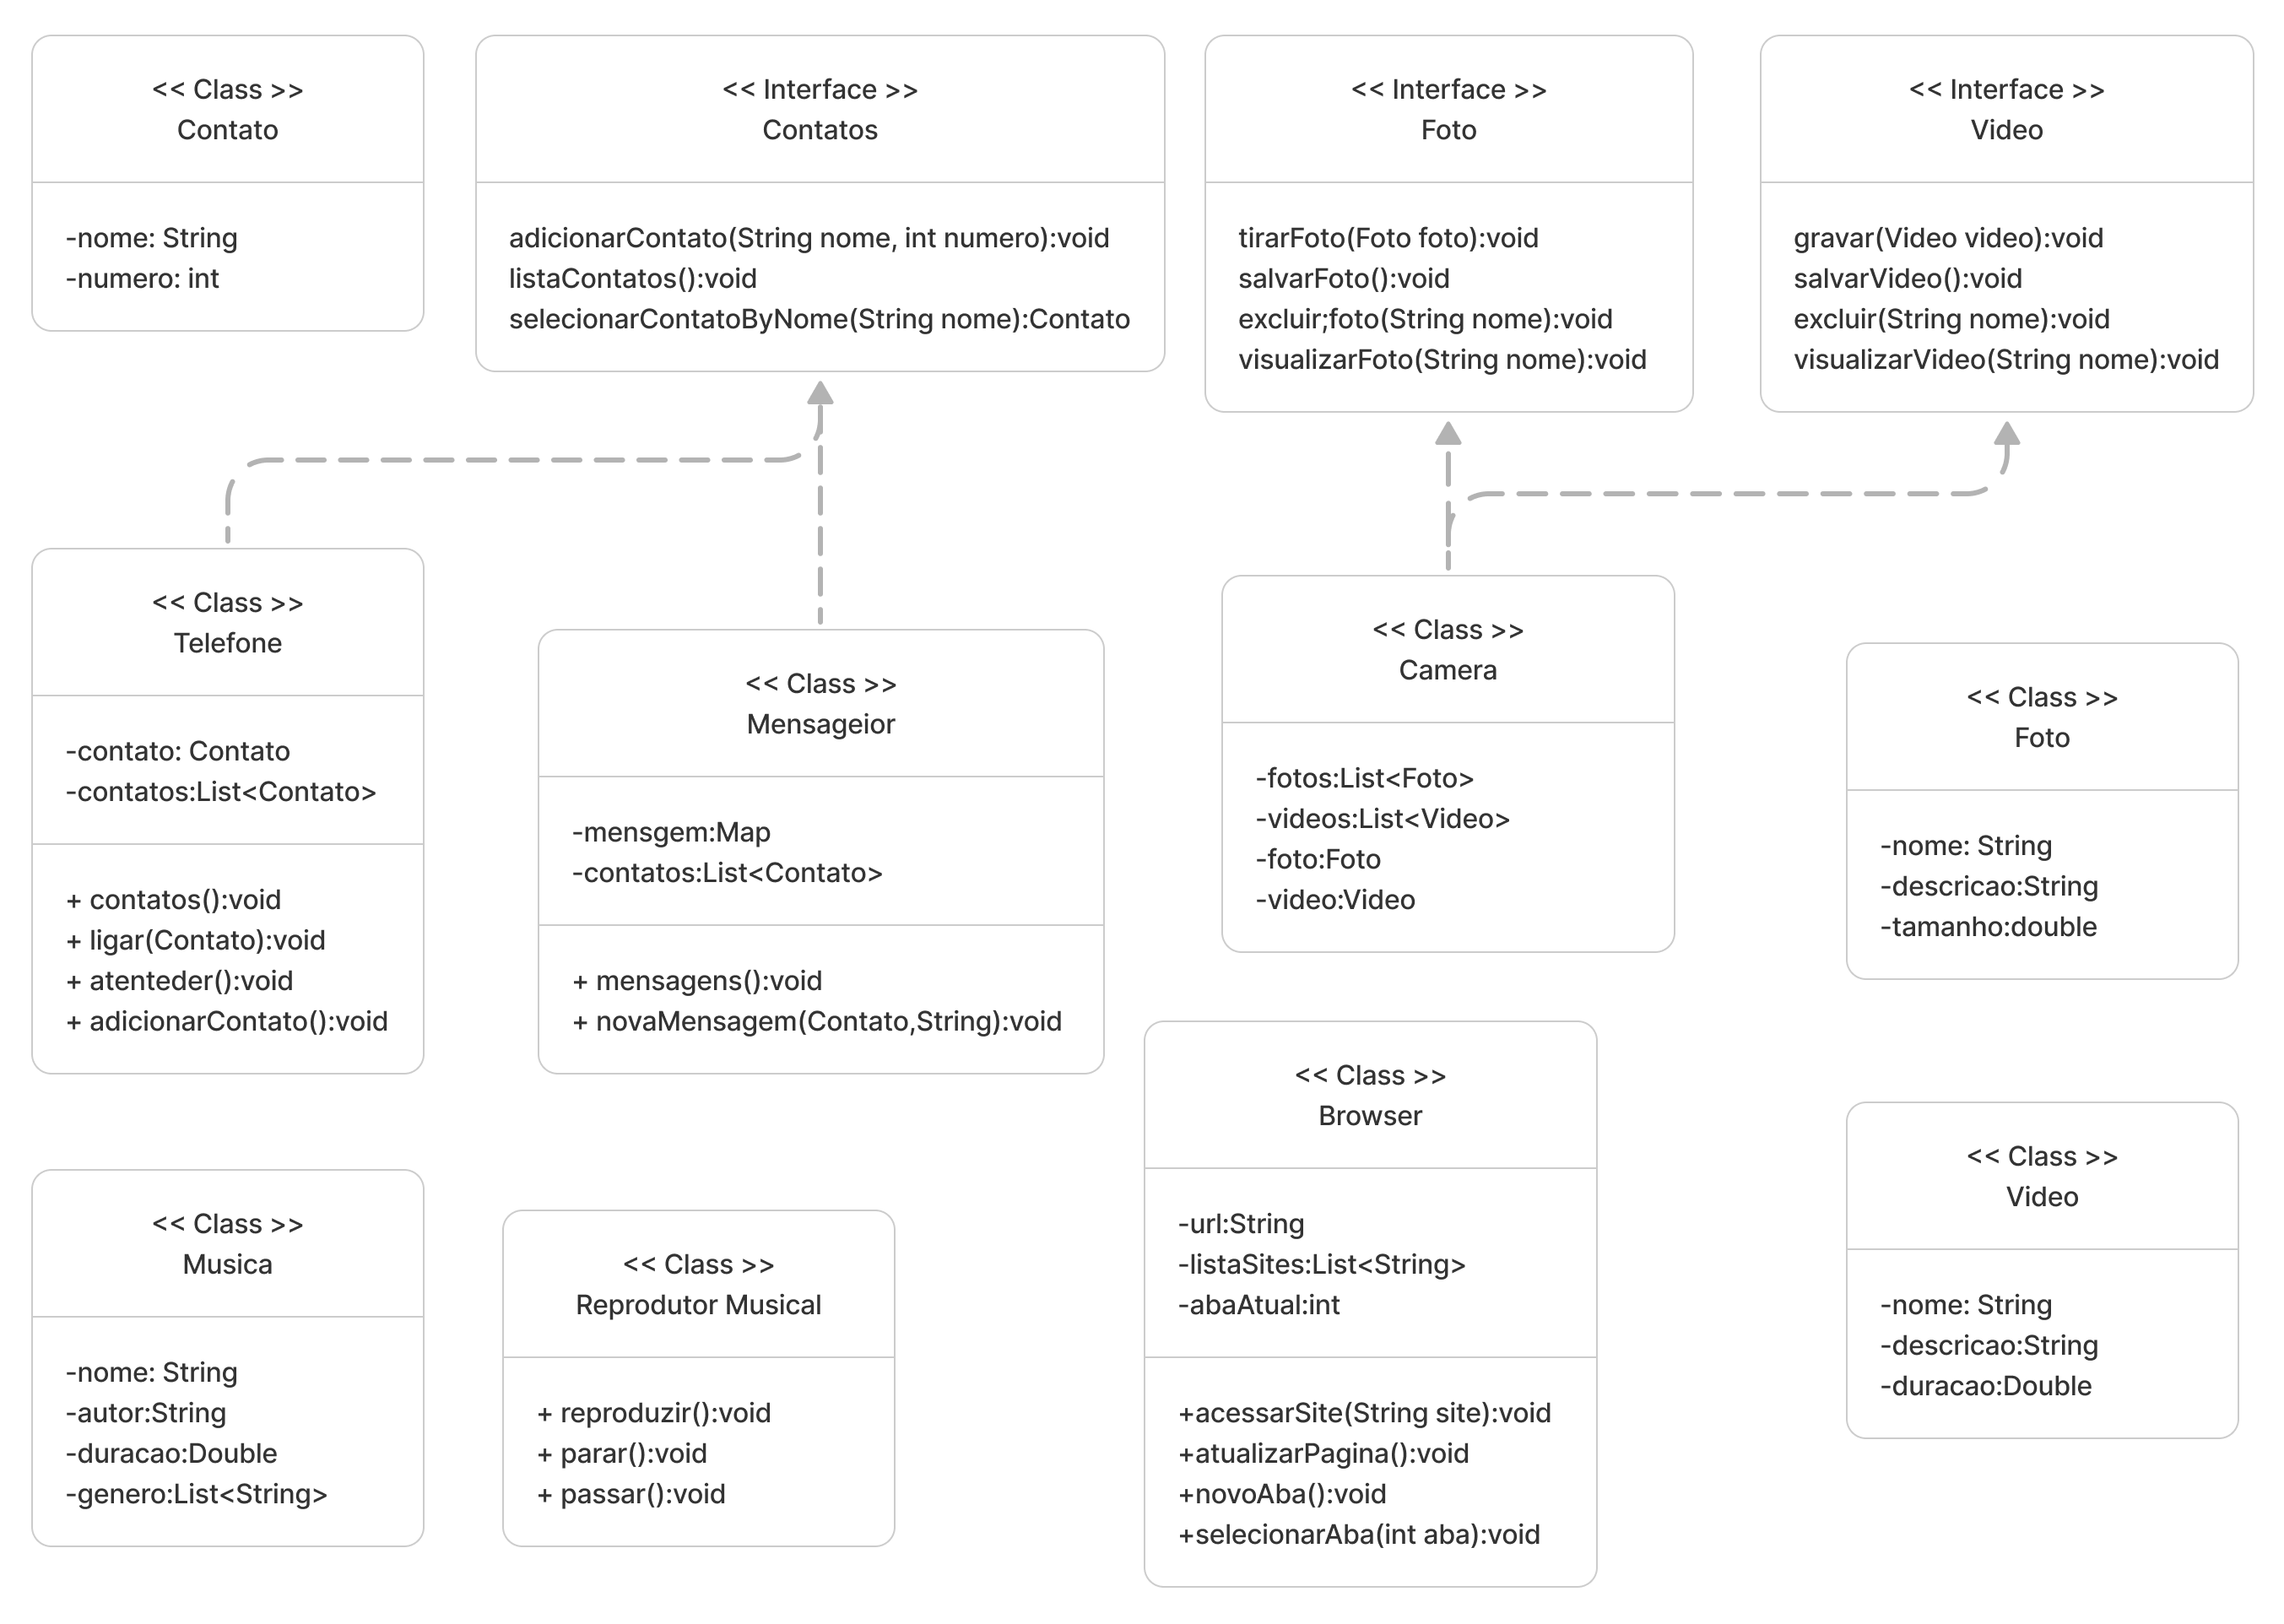 << Class >>
Contato
-nome: String
-numero: int
<< Interface >>
Contatos
adicionarContato(String nome, int numero):void
listaContatos():void
selecionarContatoByNome(String nome):Contato
<< Interface >>
Foto
tirarFoto(Foto foto):void
salvarFoto():void
excluir;foto(String nome):void
visualizarFoto(String nome):void
<< Interface >>
Video
gravar(Video video):void
salvarVideo():void
excluir(String nome):void
visualizarVideo(String nome):void
<< Class >>
Telefone
-contato: Contato
-contatos:List<Contato>
+ contatos():void
+ ligar(Contato):void
+ atenteder():void
+ adicionarContato():void
<< Class >>
Mensageior
-mensgem:Map
-contatos:List<Contato>
+ mensagens():void
+ novaMensagem(Contato,String):void
<< Class >>
Camera
-fotos:List<Foto>
-videos:List<Video>
-foto:Foto
-video:Video
<< Class >>
Foto
-nome: String
-descricao:String
-tamanho:double
<< Class >>
Musica
-nome: String
-autor:String
-duracao:Double
-genero:List<String>
<< Class >>
Reprodutor Musical
+ reproduzir():void
+ parar():void
+ passar():void
<< Class >>
Browser
-url:String
-listaSites:List<String>
-abaAtual:int
+acessarSite(String site):void
+atualizarPagina():void
+novoAba():void
+selecionarAba(int aba):void
<< Class >>
Video
-nome: String
-descricao:String
-duracao:Double